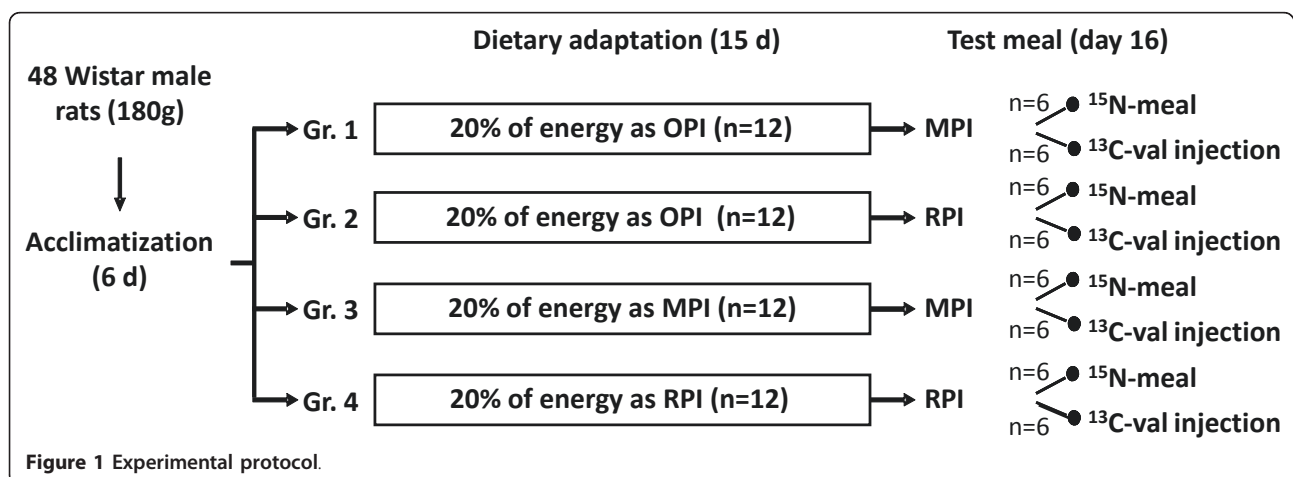 Dietary adaptation (15 d)
Test meal (day 16)
48 Wistar male
rats (180g)
Acclimatization
(6 d)
Gr. 1
20% of energy as OPI (n=12)
MPI
n=6
¹⁵N-meal
n=6
¹³C-val injection
Gr. 2
20% of energy as OPI (n=12)
RPI
n=6
¹⁵N-meal
n=6
¹³C-val injection
Gr. 3
20% of energy as MPI (n=12)
MPI
n=6
¹⁵N-meal
n=6
¹³C-val injection
Gr. 4
20% of energy as RPI (n=12)
RPI
n=6
¹⁵N-meal
n=6
¹³C-val injection
Figure 1 Experimental protocol.